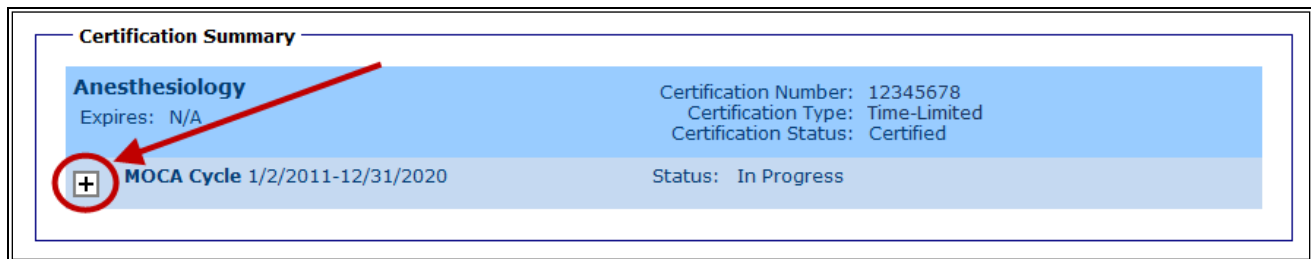 Certification Summary
Anesthesiology
Expires: N/A
Certification Number: 12345678
Certification Type: Time-Limited
Certification Status: Certified
MOCA Cycle 1/2/2011-12/31/2020 Status: In Progress